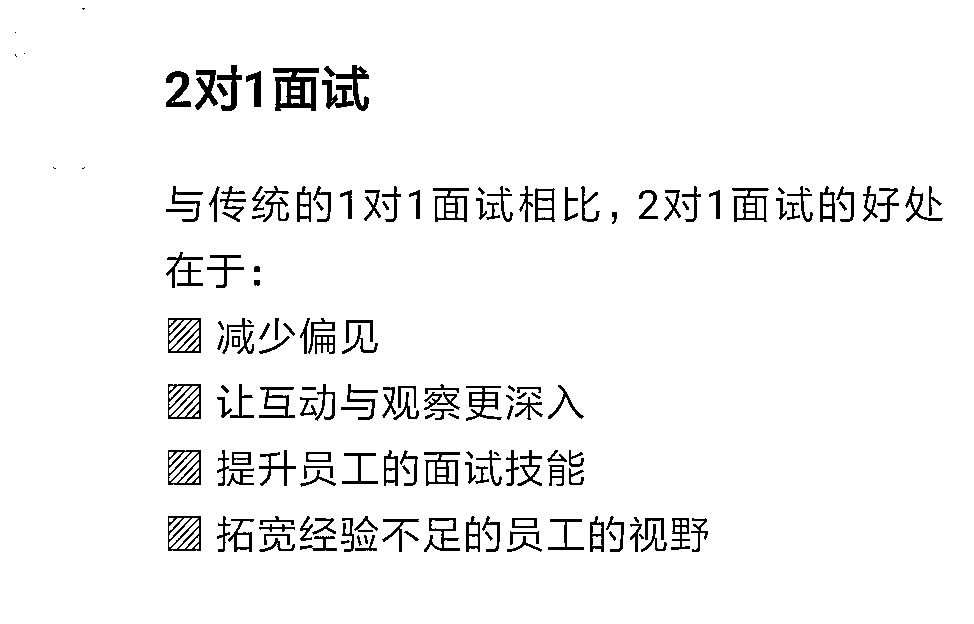 2对1面试
与传统的1对1面试相比，2对1面试的好处
在于：
▨ 减少偏见
▨ 让互动与观察更深入
▨ 提升员工的面试技能
▨ 拓宽经验不足的员工的视野